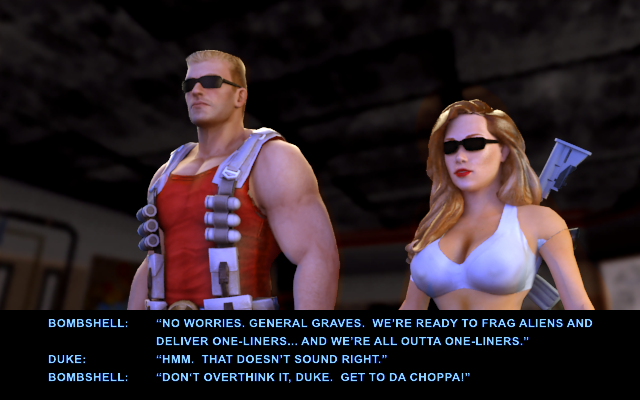 BOMBSHELL: “NO WORRIES. GENERAL GRAVES. WE’RE READY TO FRAG ALIENS AND
DELIVER ONE-LINERS... AND WE’RE ALL OUTTA ONE-LINERS.”
DUKE: “HMM. THAT DOESN’T SOUND RIGHT.”
BOMBSHELL: “DON’T OVERTHINK IT, DUKE. GET TO DA CHOPPA!”